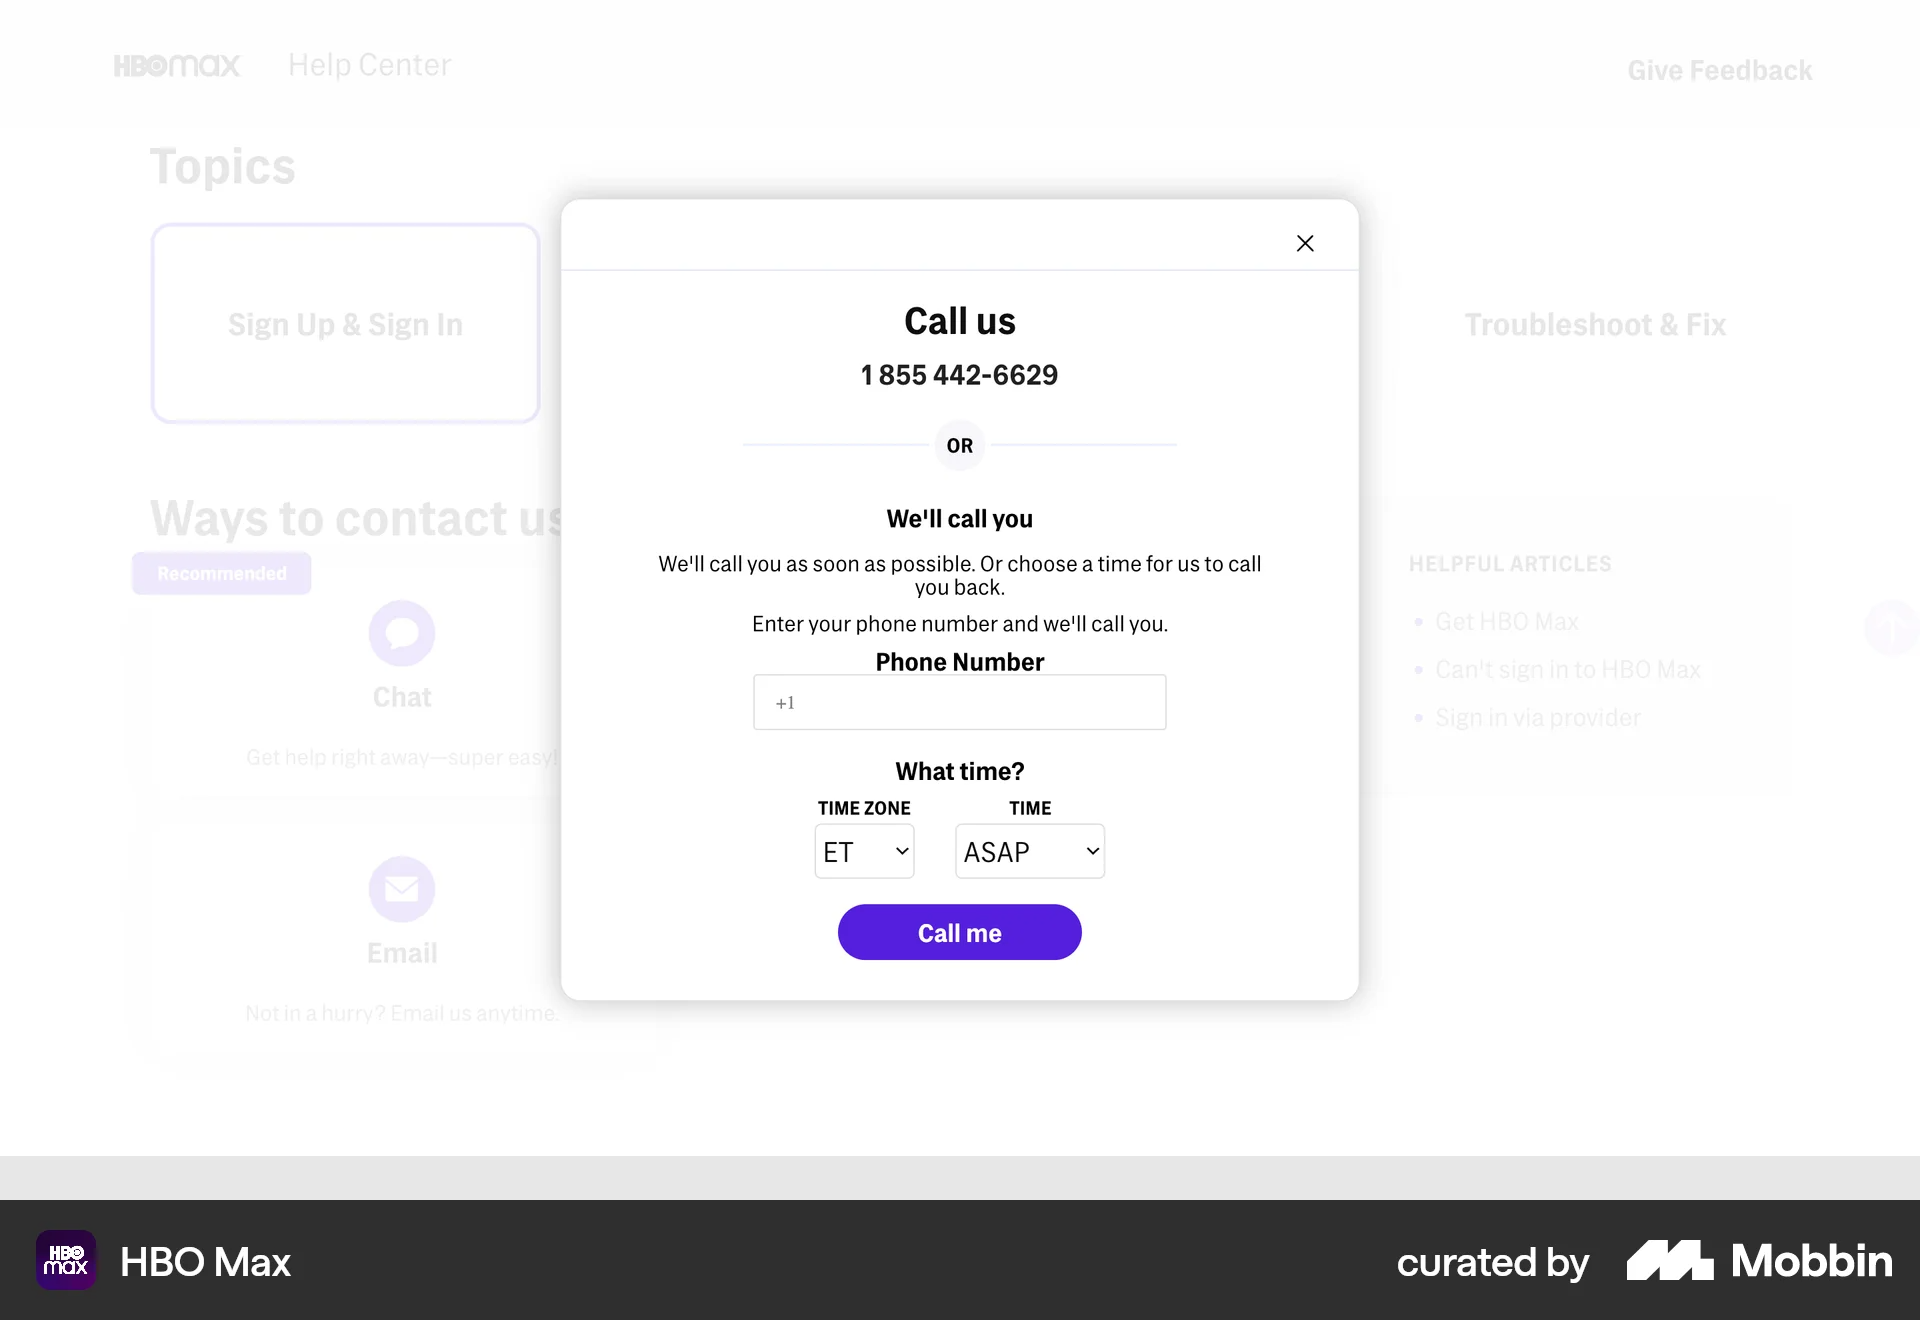 HBOmax
Help Center
Give Feedback
Topics
Sign Up & Sign In
Troubleshoot & Fix
Ways to contact us
Recommended
Chat
Get help right away—super easy!
Email
Not in a hurry? Email us anytime.
Call us
1 855 442-6629
OR
We'll call you
We'll call you as soon as possible. Or choose a time for us to call
you back.
Enter your phone number and we'll call you.
Phone Number
+1
What time?
TIME ZONE
TIME
ET
ASAP
Call me
HELPFUL ARTICLES
Get HBO Max
Can't sign in to HBO Max
Sign in via provider
HBO
max
HBO Max
curated by
Mobbin